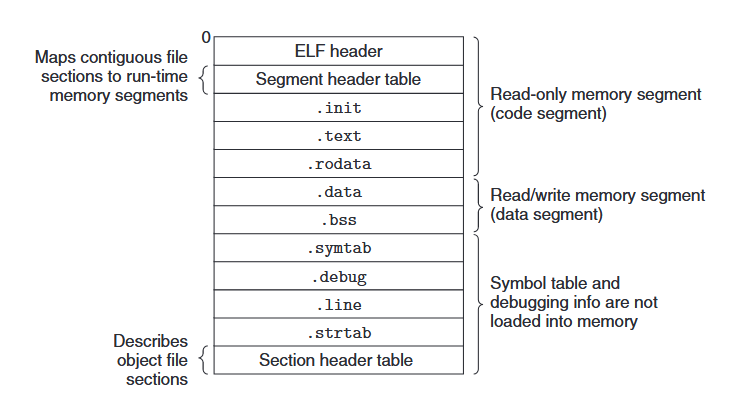 0
Maps contiguous file
sections to run-time
memory segments
ELF header
Segment header table
.init
.text
.rodata
.data
.bss
.symtab
.debug
.line
.strtab
Section header table
Describes
object file
sections
Read-only memory segment
(code segment)
Read/write memory segment
(data segment)
Symbol table and
debugging info are not
loaded into memory